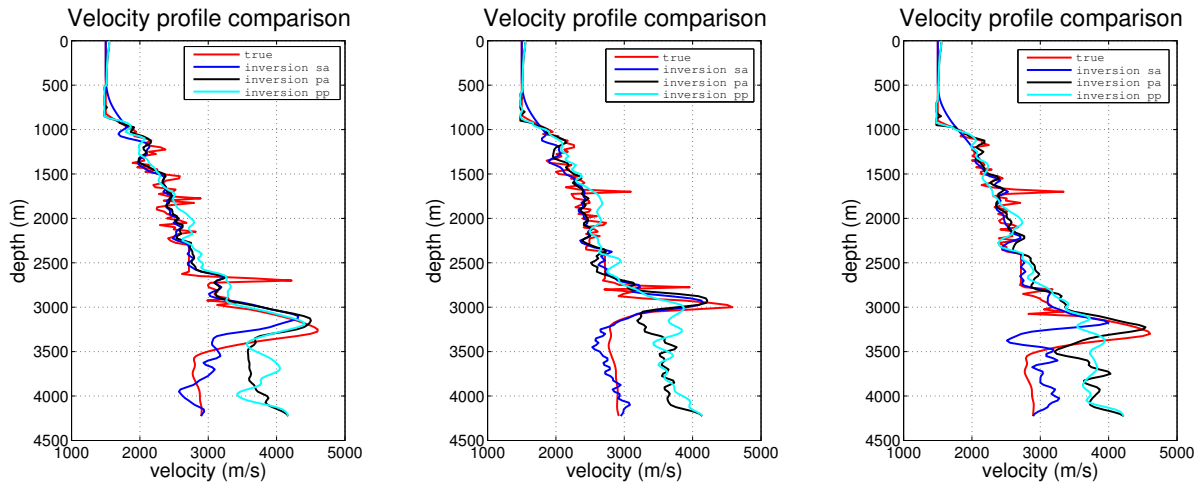 Velocity profile comparison
0
500
1000
1500
2000
2500
3000
3500
4000
4500
depth (m)
1000 2000 3000 4000 5000
velocity (m/s)
true
inversion sa
inversion pa
inversion pp
Velocity profile comparison
0
500
1000
1500
2000
2500
3000
3500
4000
4500
depth (m)
1000 2000 3000 4000 5000
velocity (m/s)
true
inversion sa
inversion pa
inversion pp
Velocity profile comparison
0
500
1000
1500
2000
2500
3000
3500
4000
4500
depth (m)
1000 2000 3000 4000 5000
velocity (m/s)
true
inversion sa
inversion pa
inversion pp